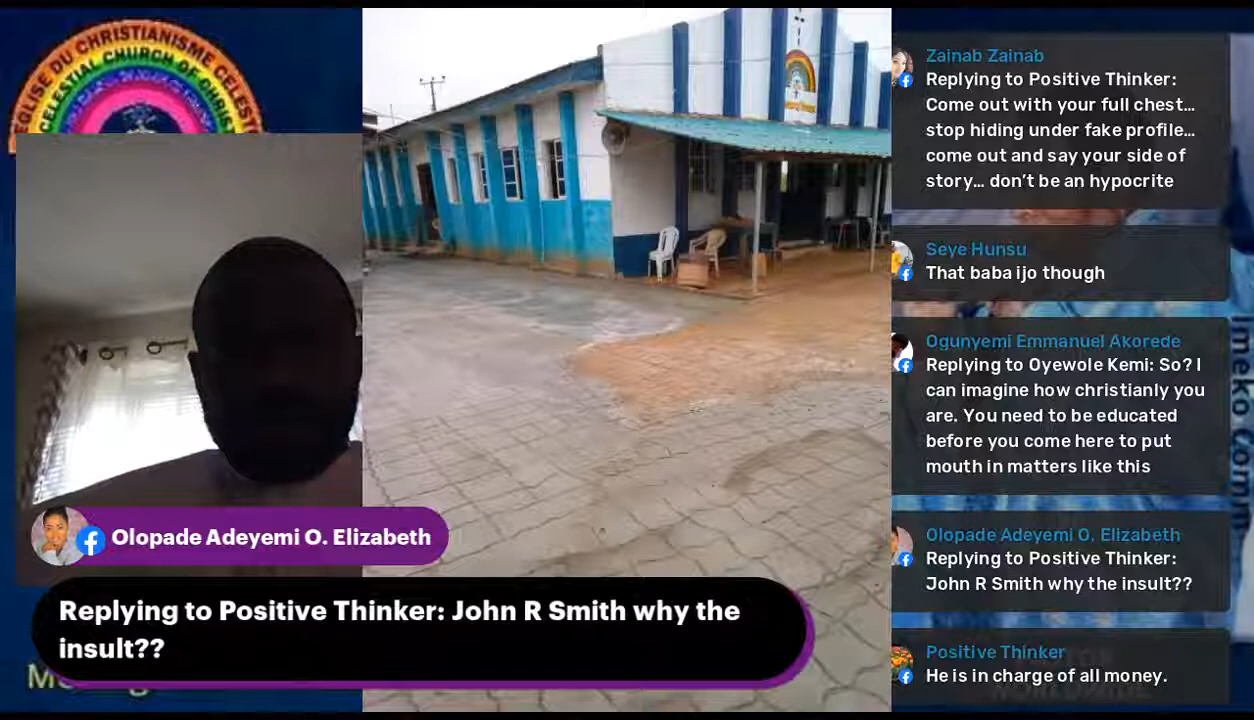 EGLISE DU CHRISTIANISME CELESTE
CELESTIAL CHURCH OF CHRIST
Olopade Adeyemi O. Elizabeth
Replying to Positive Thinker: John R Smith why the
insult??
Zainab Zainab
Replying to Positive Thinker:
Come out with your full chest…
stop hiding under fake profile…
come out and say your side of
story… don’t be an hypocrite
Seye Hunsu
That baba ijo though
Ogunyemi Emmanuel Akorede
Replying to Oyewole Kemi: So? I
can imagine how christianly you
are. You need to be educated
before you come here to put
mouth in matters like this
Olopade Adeyemi O. Elizabeth
Replying to Positive Thinker:
John R Smith why the insult??
Positive Thinker
He is in charge of all money.
Imeko